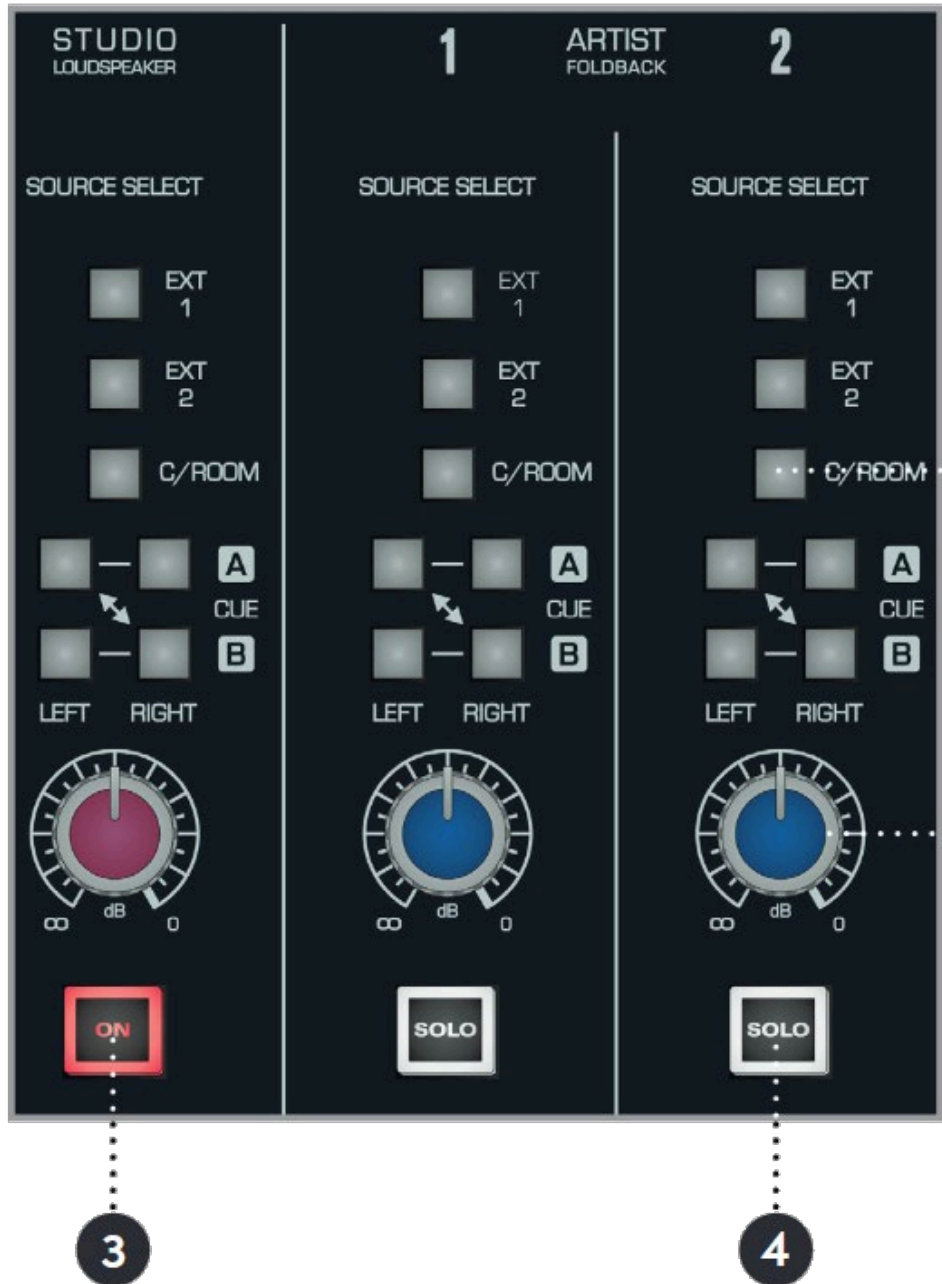 STUDIO
LOUDSPEAKER
1
ARTIST
FOLDBACK
2
SOURCE SELECT
SOURCE SELECT
SOURCE SELECT
EXT
1
EXT
1
EXT
1
EXT
2
EXT
2
EXT
2
C/ROOM
C/ROOM
C/ROOM
A
CUE
B
A
CUE
B
A
CUE
B
LEFT RIGHT
LEFT RIGHT
LEFT RIGHT
∞ dB 0
∞ dB 0
∞ dB 0
ON
SOLO
SOLO
3
4